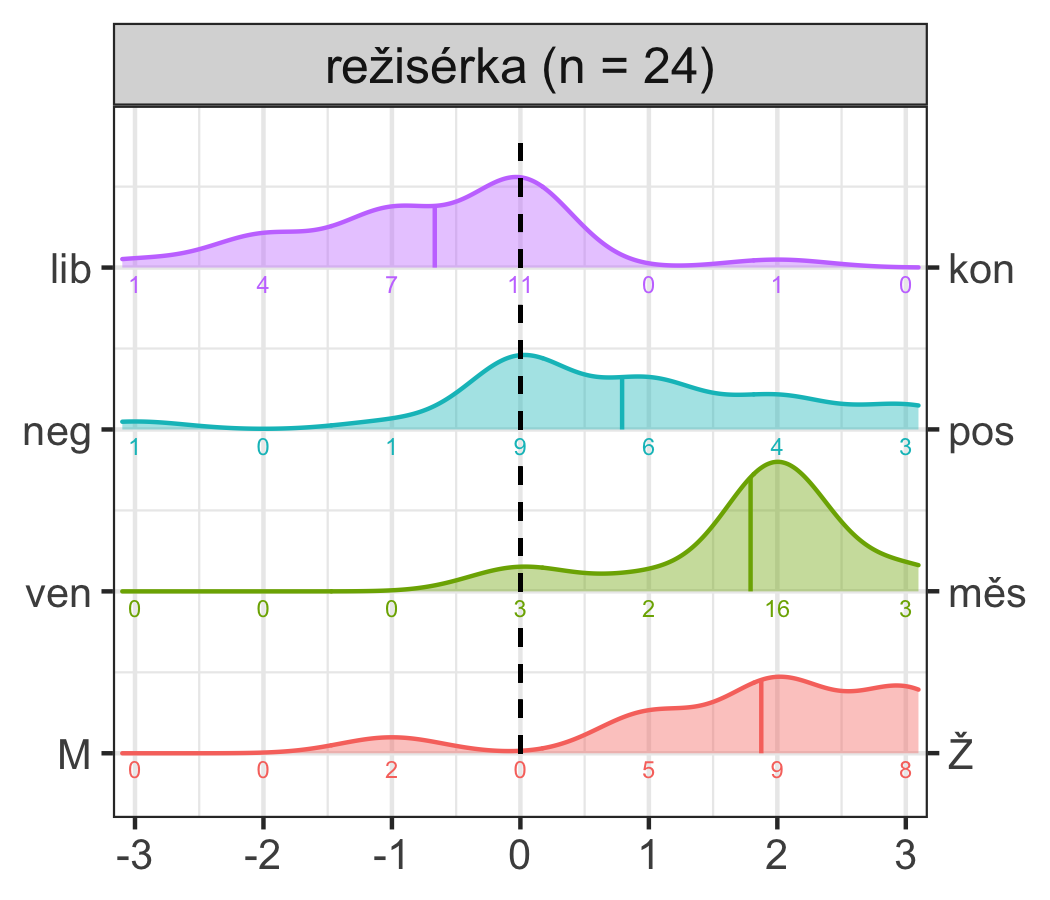 režisérka (n = 24)
lib kon
1 4 7 11 0 1 0
neg pos
1 0 1 9 6 4 3
ven měs
0 0 0 3 2 16 3
M Ž
0 0 2 0 5 9 8
-3 -2 -1 0 1 2 3